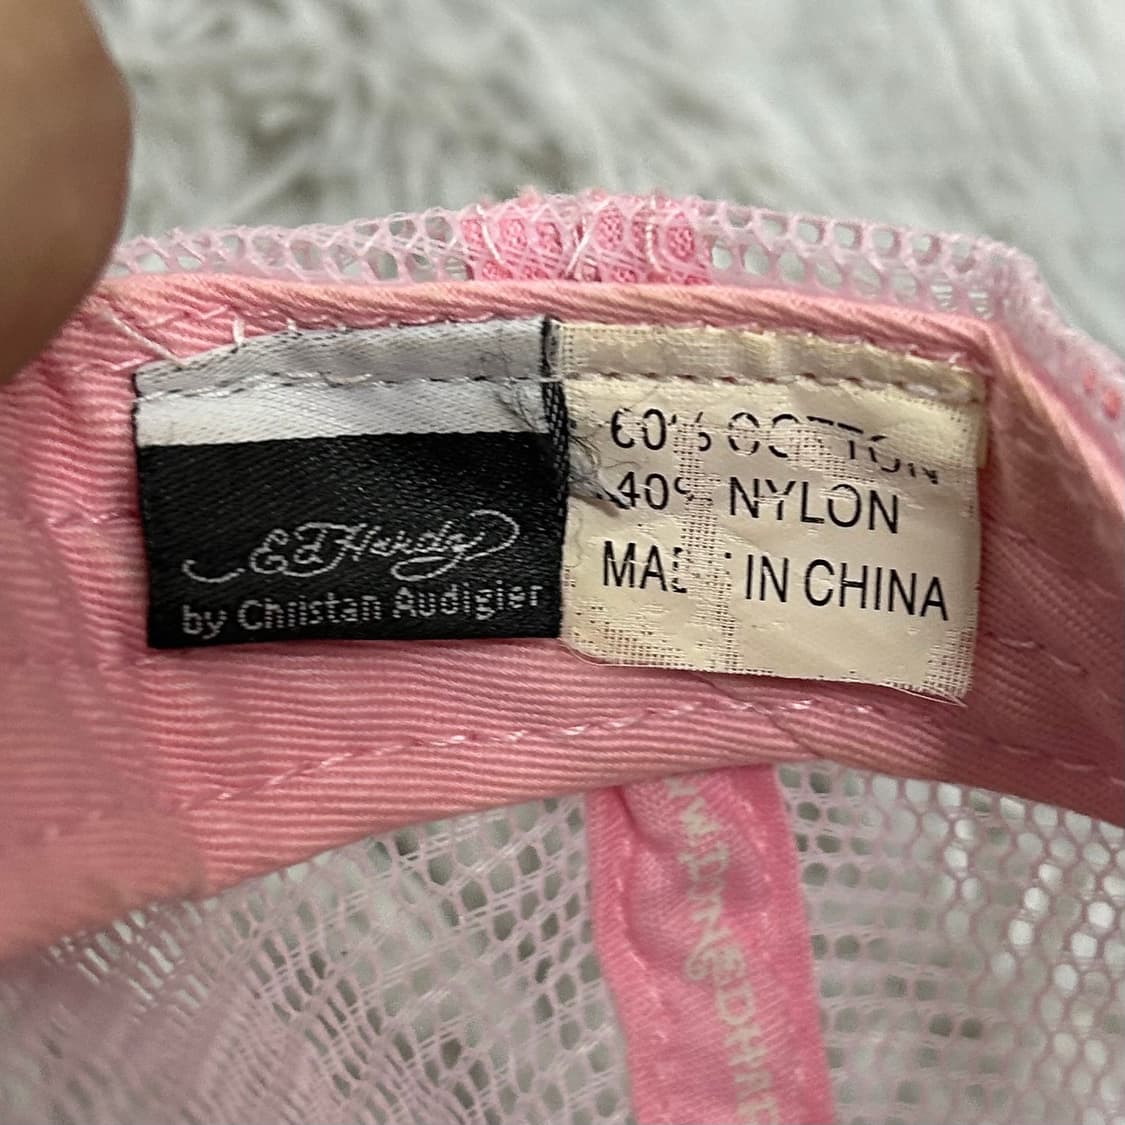 Ed Hardy
by Christan Audigier
60% COTTON
40% NYLON
MADE IN CHINA